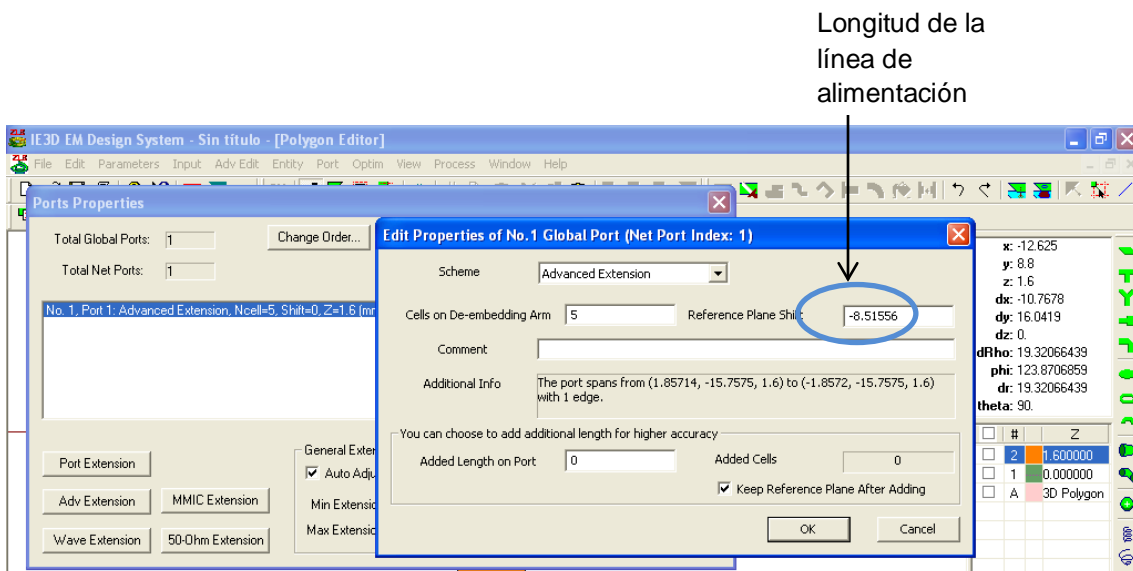 Longitud de la
línea de
alimentación
IE3D EM Design System - Sin título - [Polygon Editor]
File Edit Parameters Input Adv Edit Entity Port Optim View Process Window Help
Ports Properties
Total Global Ports: 1
Change Order...
Total Net Ports: 1
No. 1, Port 1: Advanced Extension, Ncell=5, Shift=0, Z=1.6 (mr
Port Extension
Adv Extension
MMIC Extension
Wave Extension
50-Ohm Extension
General Exter
Auto Adju
Min Extensio
Max Extensio
Edit Properties of No.1 Global Port (Net Port Index: 1)
Scheme Advanced Extension
Cells on De-embedding Arm 5
Reference Plane Shif -8.51556
Comment
Additional Info
The port spans from (1.85714, -15.7575, 1.6) to (-1.8572, -15.7575, 1.6)
with 1 edge.
You can choose to add additional length for higher accuracy
Added Length on Port 0
Added Cells 0
Keep Reference Plane After Adding
OK
Cancel
x: -12.625
y: 8.8
z: 1.6
dx: -10.7678
dy: 16.0419
dz: 0.
dRho: 19.32066439
phi: 123.8706859
dr: 19.32066439
theta: 90.
# Z
2 1.600000
1 0.000000
A 3D Polygon